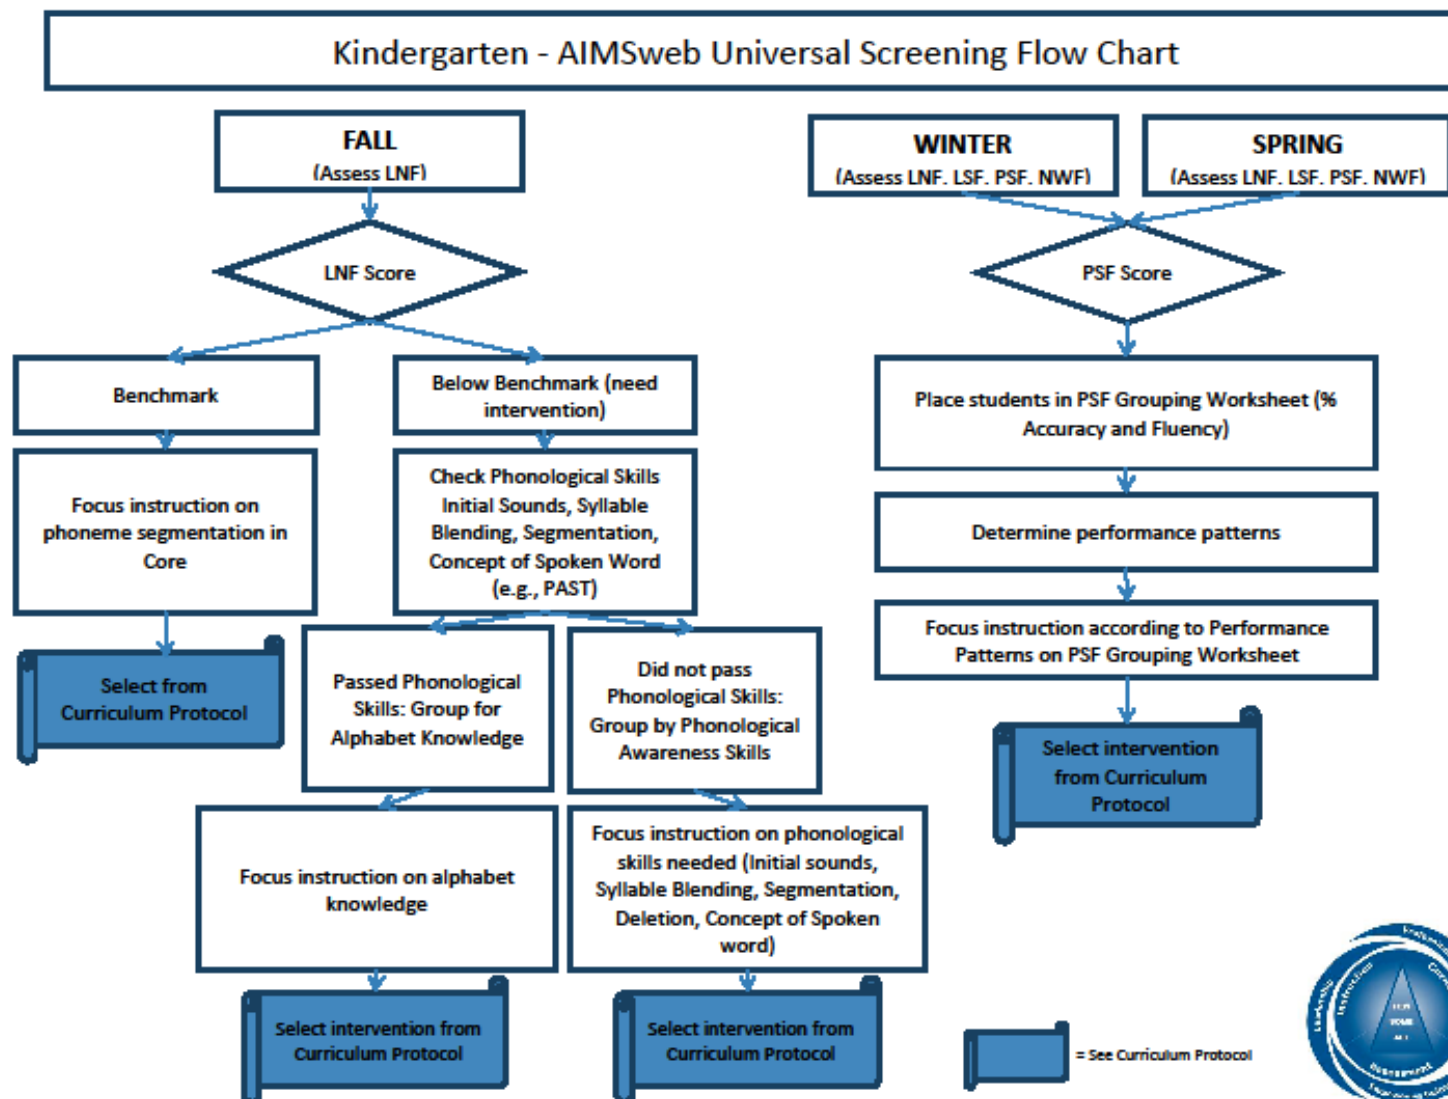 Kindergarten - AIMSweb Universal Screening Flow Chart
FALL
(Assess LNF)
WINTER
(Assess LNF. LSF. PSF. NWF)
SPRING
(Assess LNF. LSF. PSF. NWF)
LNF Score
PSF Score
Benchmark
Below Benchmark (need
intervention)
Focus instruction on
phoneme segmentation in
Core
Check Phonological Skills
Initial Sounds, Syllable
Blending, Segmentation,
Concept of Spoken Word
(e.g., PAST)
Select from
Curriculum Protocol
Passed Phonological
Skills: Group for
Alphabet Knowledge
Did not pass
Phonological Skills:
Group by Phonological
Awareness Skills
Focus instruction on alphabet
knowledge
Focus instruction on phonological
skills needed (Initial sounds,
Syllable Blending, Segmentation,
Deletion, Concept of Spoken
word)
Select intervention from
Curriculum Protocol
Select intervention from
Curriculum Protocol
Place students in PSF Grouping Worksheet (%
Accuracy and Fluency)
Determine performance patterns
Focus instruction according to Performance
Patterns on PSF Grouping Worksheet
Select intervention
from Curriculum
Protocol
= See Curriculum Protocol
Leadership
Instruction